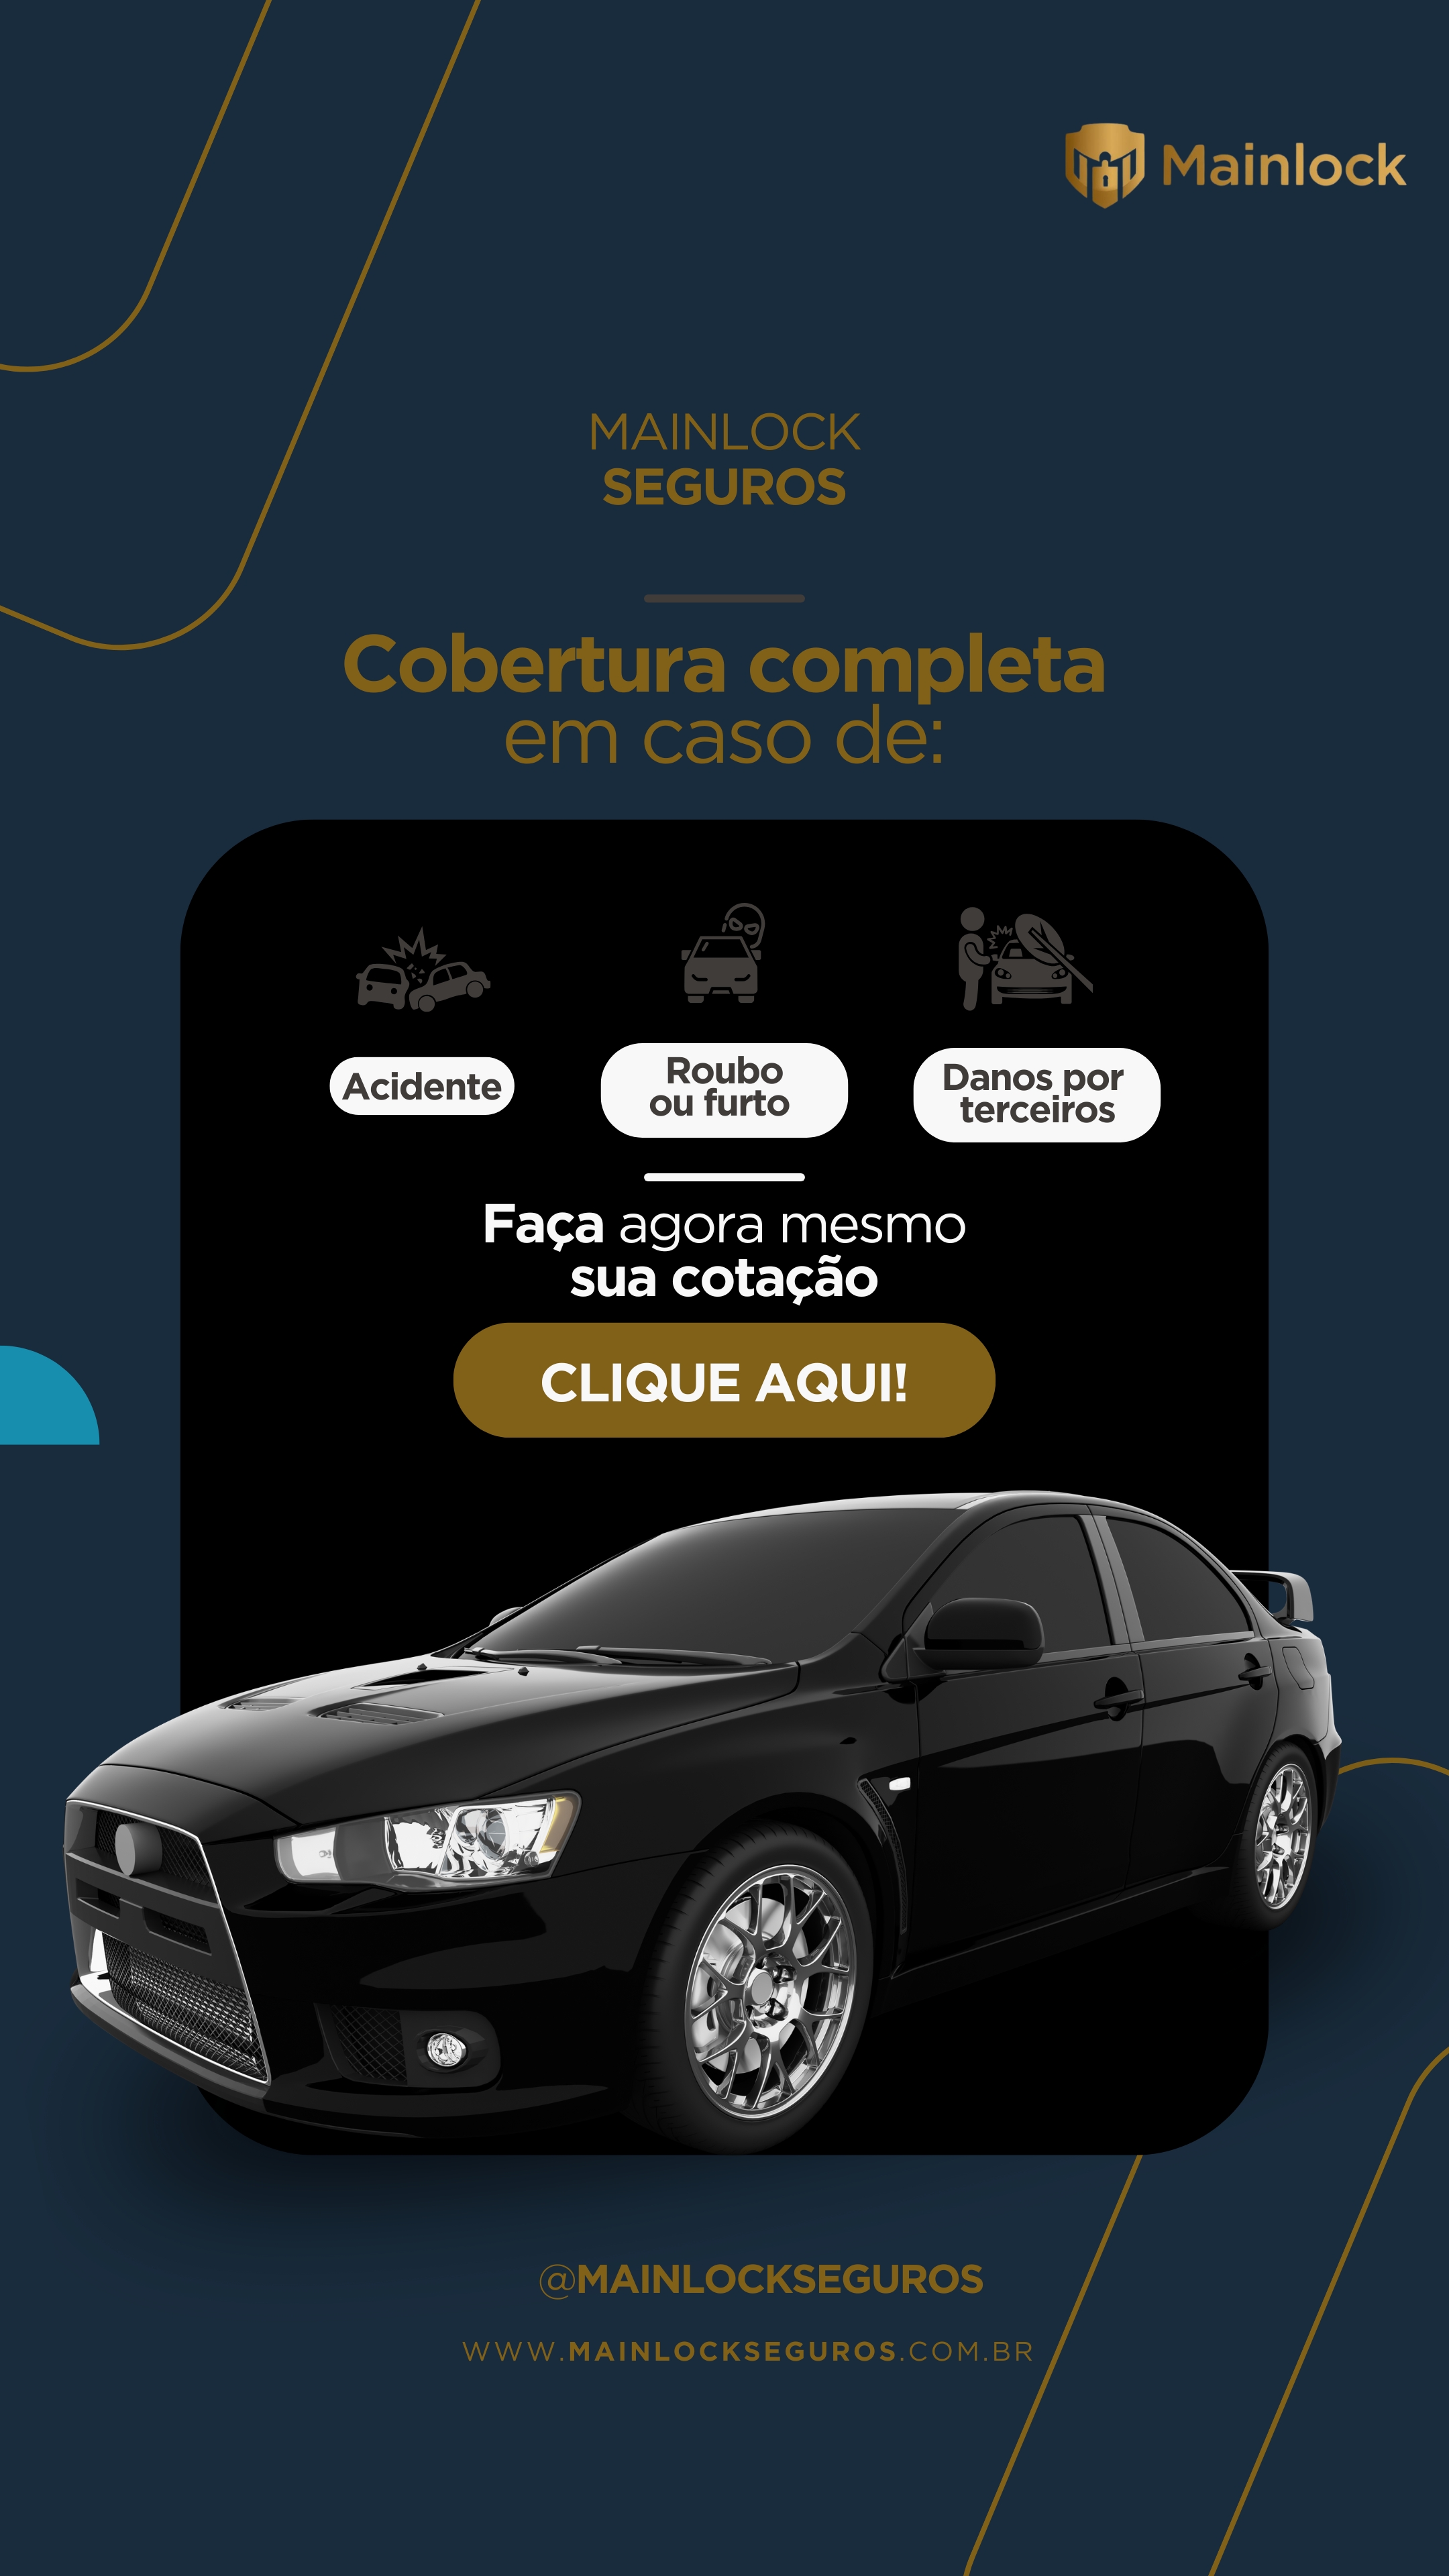 Mainlock
MAINLOCK
SEGUROS
Cobertura completa
em caso de:
Acidente
Roubo
ou furto
Danos por
terceiros
Faça agora mesmo
sua cotação
CLIQUE AQUI!
@MAINLOCKSEGUROS
WWW.MAINLOCKSEGUROS.COM.BR